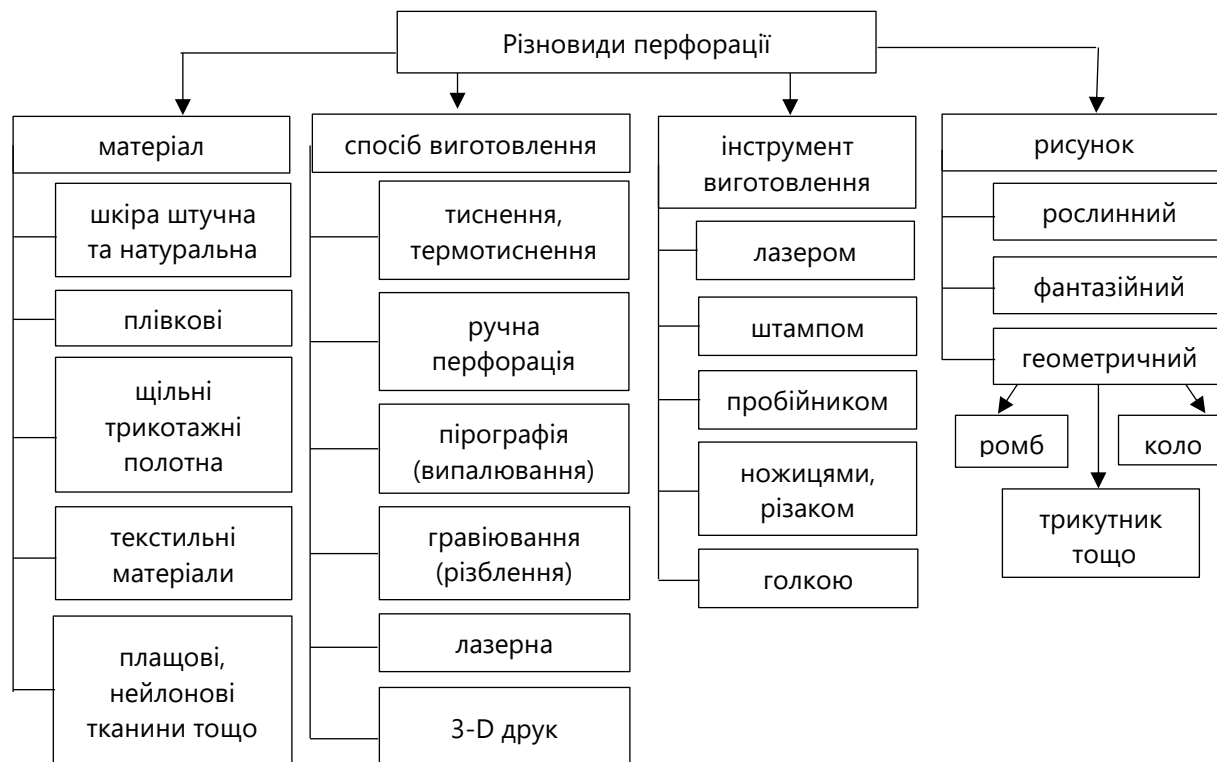 Різновиди перфорації
матеріал
шкіра штучна
та натуральна
плівкові
щільні
трикотажні
полотна
текстильні
матеріали
плащові,
нейлонові
тканини тощо
спосіб виготовлення
тиснення,
термотиснення
ручна
перфорація
пірографія
(випалювання)
гравіювання
(різблення)
лазерна
3-D друк
інструмент
виготовлення
лазером
штампом
пробійником
ножицями,
різаком
голкою
рисунок
рослинний
фантазійний
геометричний
ромб
коло
трикутник
тощо